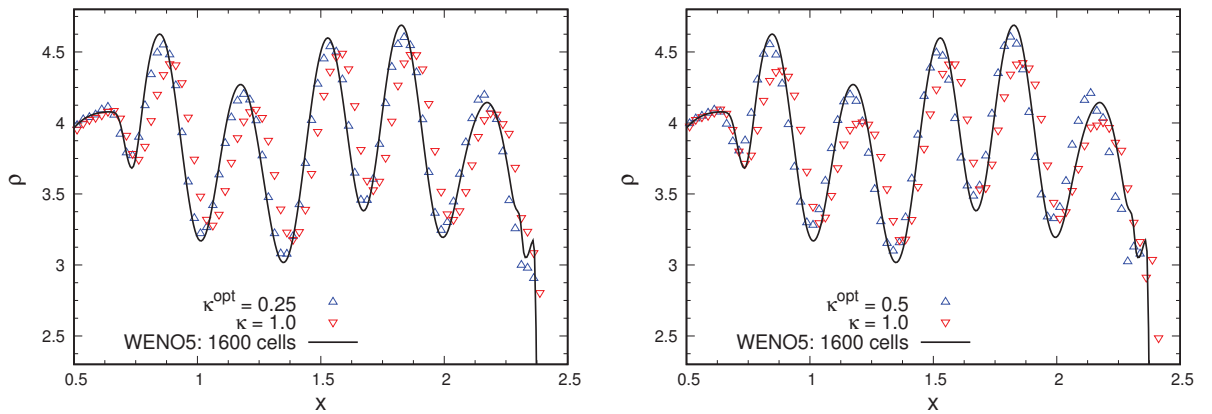 4.5
4
3.5
3
2.5
ρ
κopt = 0.25
κ = 1.0
WENO5: 1600 cells
0.5 1 1.5 2 2.5
x
4.5
4
3.5
3
2.5
ρ
κopt = 0.5
κ = 1.0
WENO5: 1600 cells
0.5 1 1.5 2 2.5
x